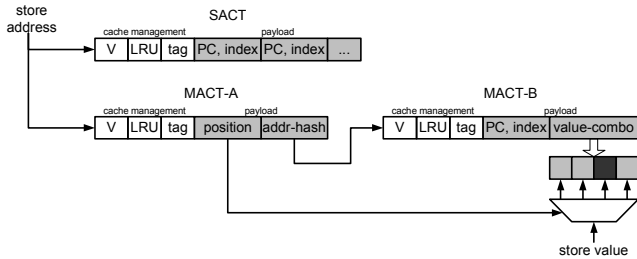 store
address
SACT
cache management payload
V LRU tag PC, index PC, index ...
MACT-A MACT-B
cache management payload cache management payload
V LRU tag position addr-hash V LRU tag PC, index value-combo
store value